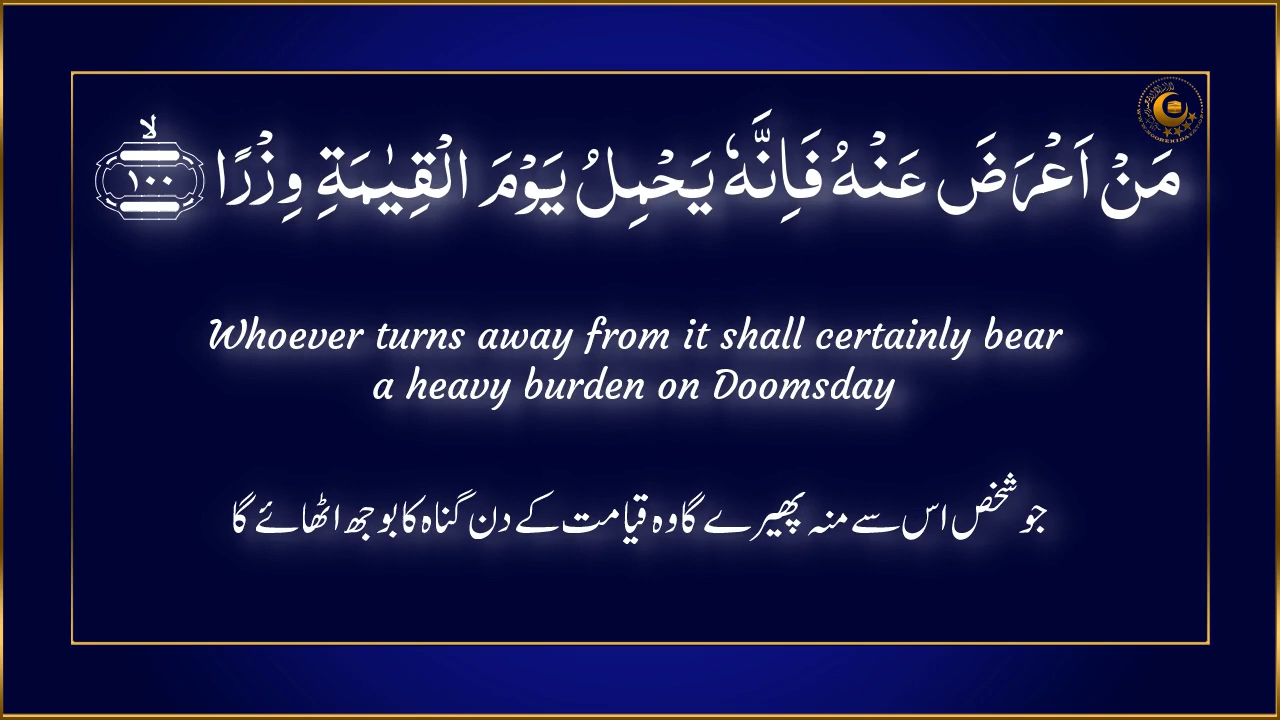 مَنْ اَعْرَضَ عَنْهُ فَاِنَّهٗ يَحْمِلُ يَوْمَ الْقِيٰمَةِ وِزْرًا ۙ ﴿١٠٠﴾
Whoever turns away from it shall certainly bear
a heavy burden on Doomsday
جو شخص اس سے منہ پھیرے گا وہ قیامت کے دن گناہ کا بوجھ اٹھائے گا